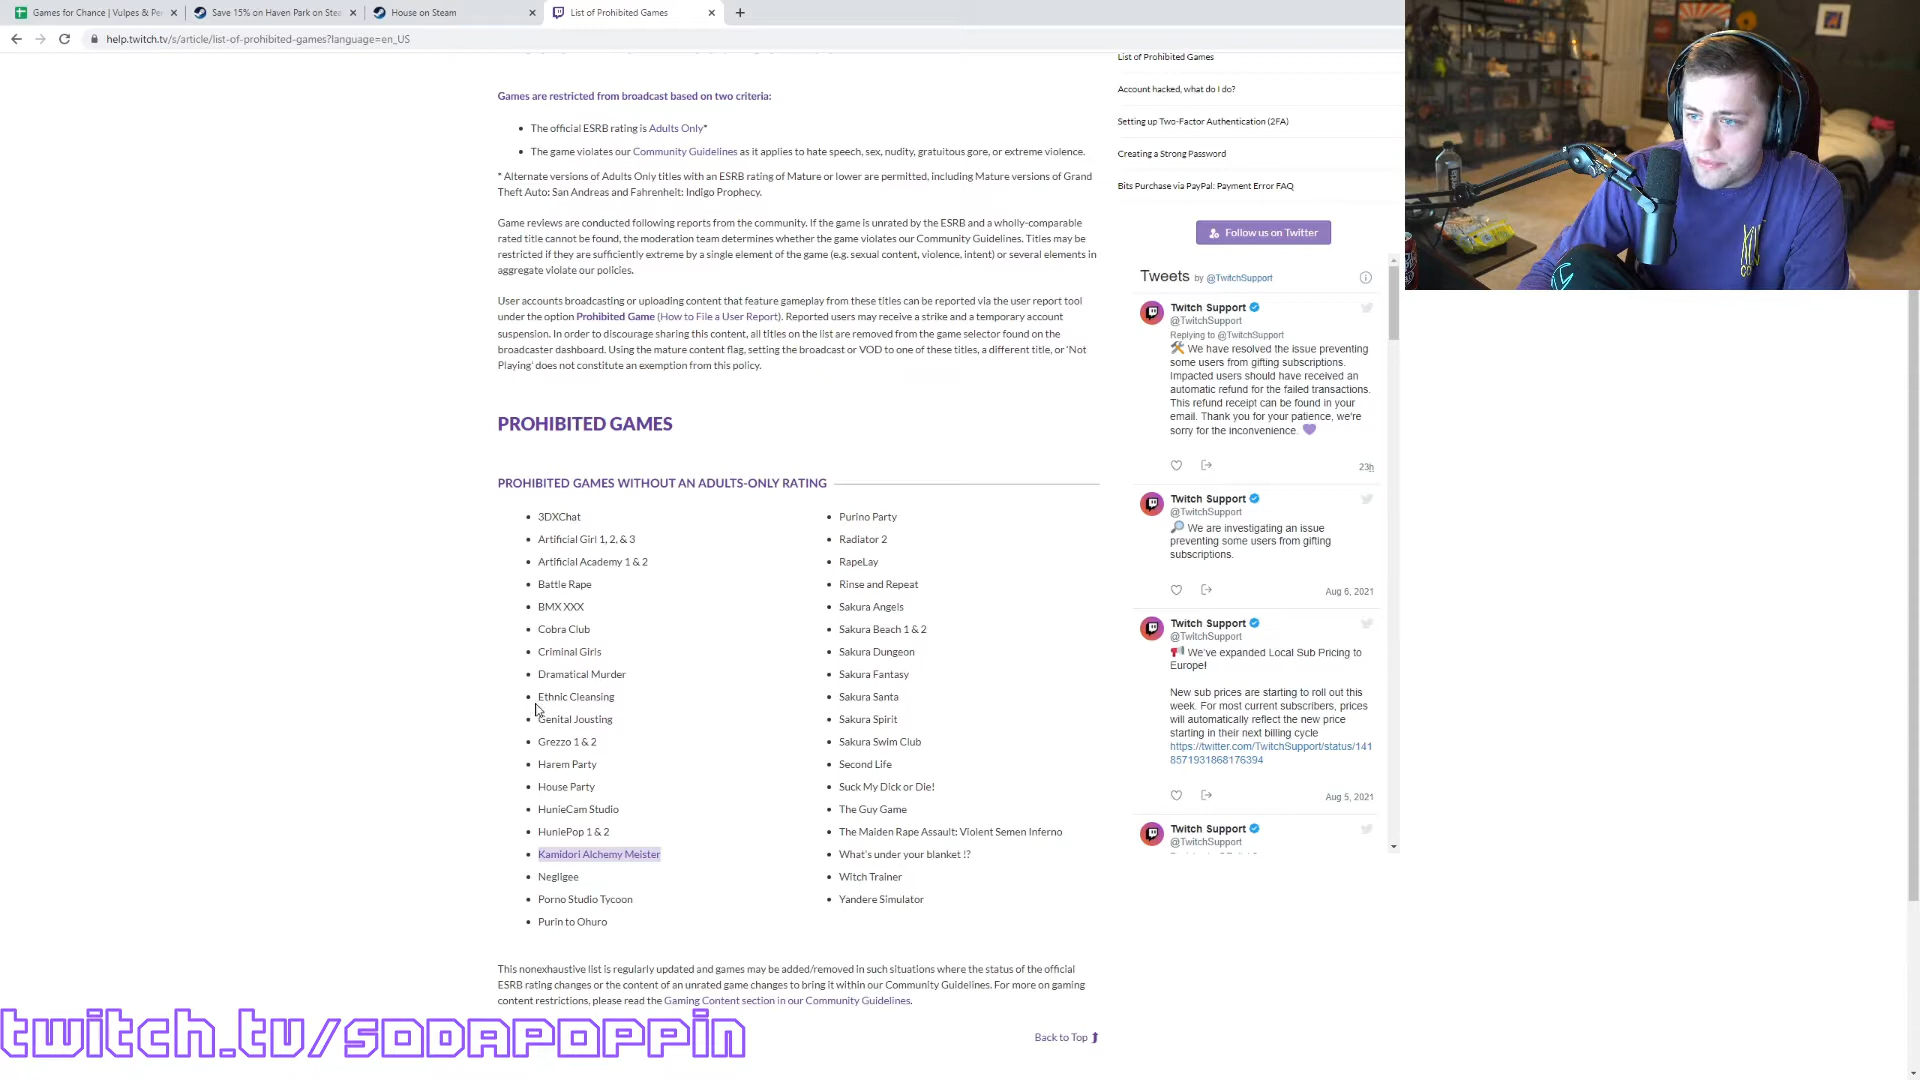 Games for Chance | Vulpes & Pe
Save 15% on Haven Park on Stea
House on Steam
List of Prohibited Games
help.twitch.tv/s/article/list-of-prohibited-games?language=en_US
Games are restricted from broadcast based on two criteria:
The official ESRB rating is Adults Only*
The game violates our Community Guidelines as it applies to hate speech, sex, nudity, gratuitous gore, or extreme violence.
* Alternate versions of Adults Only titles with an ESRB rating of Mature or lower are permitted, including Mature versions of Grand
Theft Auto: San Andreas and Fahrenheit: Indigo Prophecy.
Game reviews are conducted following reports from the community. If the game is unrated by the ESRB and a wholly-comparable
rated title cannot be found, the moderation team determines whether the game violates our Community Guidelines. Titles may be
restricted if they are sufficiently extreme by a single element of the game (e.g. sexual content, violence, intent) or several elements in
aggregate violate our policies.
User accounts broadcasting or uploading content that feature gameplay from these titles can be reported via the user report tool
under the option Prohibited Game (How to File a User Report). Reported users may receive a strike and a temporary account
suspension. In order to discourage sharing this content, all titles on the list are removed from the game selector found on the
broadcaster dashboard. Using the mature content flag, setting the broadcast or VOD to one of these titles, a different title, or 'Not
Playing' does not constitute an exemption from this policy.
PROHIBITED GAMES
PROHIBITED GAMES WITHOUT AN ADULTS-ONLY RATING
3DXChat
Artificial Girl 1, 2, & 3
Artificial Academy 1 & 2
Battle Rape
BMX XXX
Cobra Club
Criminal Girls
Dramatical Murder
Ethnic Cleansing
Genital Jousting
Grezzo 1 & 2
Harem Party
House Party
HunieCam Studio
HuniePop 1 & 2
Kamidori Alchemy Meister
Negligee
Porno Studio Tycoon
Purin to Ohuro
Purino Party
Radiator 2
RapeLay
Rinse and Repeat
Sakura Angels
Sakura Beach 1 & 2
Sakura Dungeon
Sakura Fantasy
Sakura Santa
Sakura Spirit
Sakura Swim Club
Second Life
Suck My Dick or Die!
The Guy Game
The Maiden Rape Assault: Violent Semen Inferno
What's under your blanket !?
Witch Trainer
Yandere Simulator
This nonexhaustive list is regularly updated and games may be added/removed in such situations where the status of the official
ESRB rating changes or the content of an unrated game changes to bring it within our Community Guidelines. For more on gaming
content restrictions, please read the Gaming Content section in our Community Guidelines.
Back to Top
List of Prohibited Games
Account hacked, what do I do?
Setting up Two-Factor Authentication (2FA)
Creating a Strong Password
Bits Purchase via PayPal: Payment Error FAQ
Follow us on Twitter
Tweets by @TwitchSupport
Twitch Support
@TwitchSupport
Replying to @TwitchSupport
We have resolved the issue preventing
some users from gifting subscriptions.
Impacted users should have received an
automatic refund for the failed transactions.
This refund receipt can be found in your
email. Thank you for your patience, we're
sorry for the inconvenience.
23h
Twitch Support
@TwitchSupport
We are investigating an issue
preventing some users from gifting
subscriptions.
Aug 6, 2021
Twitch Support
@TwitchSupport
We've expanded Local Sub Pricing to
Europe!
New sub prices are starting to roll out this
week. For most current subscribers, prices
will automatically reflect the new price
starting in their next billing cycle
https://twitter.com/TwitchSupport/status/141
8571931868176394
Aug 5, 2021
Twitch Support
@TwitchSupport
twitch.tv/sodapoppin